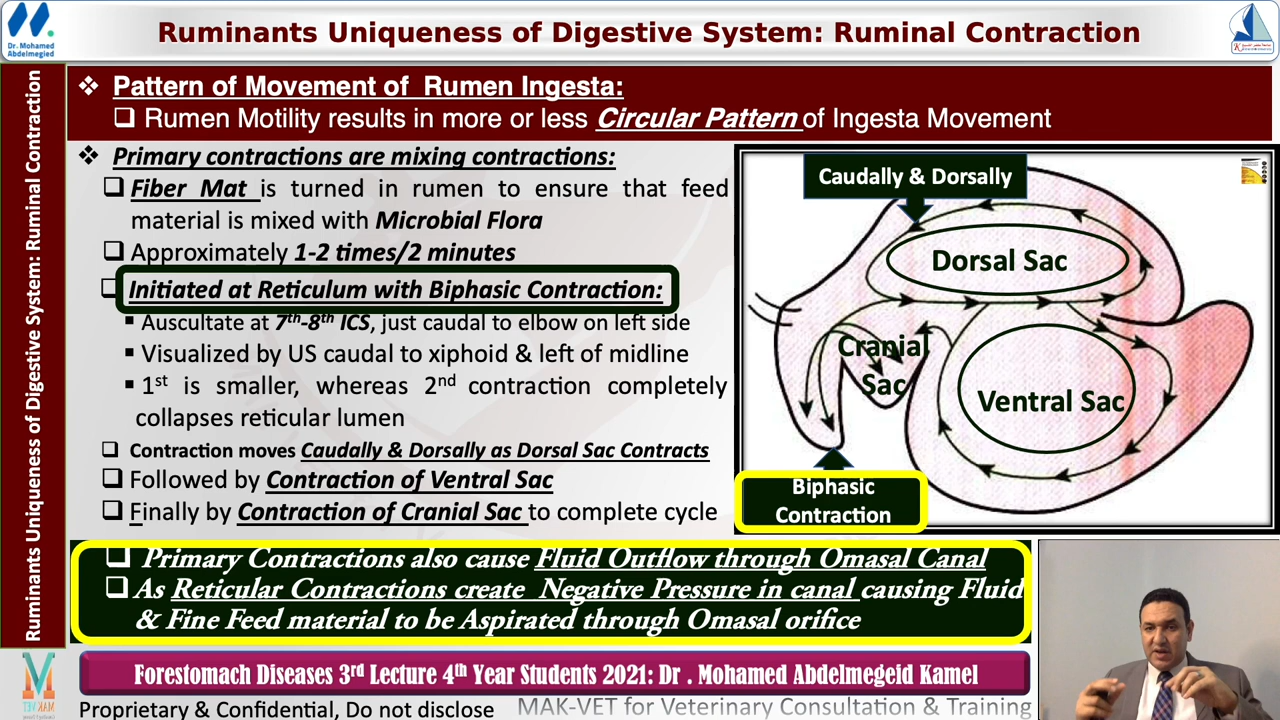 Dr. Mohamed
Abdelmegied
Ruminants Uniqueness of Digestive System: Ruminal Contraction
Ruminants Uniqueness of Digestive System: Ruminal Contraction
Pattern of Movement of Rumen Ingesta:
Rumen Motility results in more or less Circular Pattern of Ingesta Movement
Primary contractions are mixing contractions:
Fiber Mat is turned in rumen to ensure that feed
material is mixed with Microbial Flora
Approximately 1-2 times/2 minutes
Initiated at Reticulum with Biphasic Contraction:
Auscultate at 7th-8th ICS, just caudal to elbow on left side
Visualized by US caudal to xiphoid & left of midline
1st is smaller, whereas 2nd contraction completely
collapses reticular lumen
Contraction moves Caudally & Dorsally as Dorsal Sac Contracts
Followed by Contraction of Ventral Sac
Finally by Contraction of Cranial Sac to complete cycle
Caudally & Dorsally
Dorsal Sac
Cranial
Sac
Ventral Sac
Biphasic
Contraction
Primary Contractions also cause Fluid Outflow through Omasal Canal
As Reticular Contractions create Negative Pressure in canal causing Fluid
& Fine Feed material to be Aspirated through Omasal orifice
Forestomach Diseases 3rd Lecture 4th Year Students 2021: Dr . Mohamed Abdelmegeid Kamel
MAK-VET
Proprietary & Confidential, Do not disclose
MAK-VET for Veterinary Consultation & Training